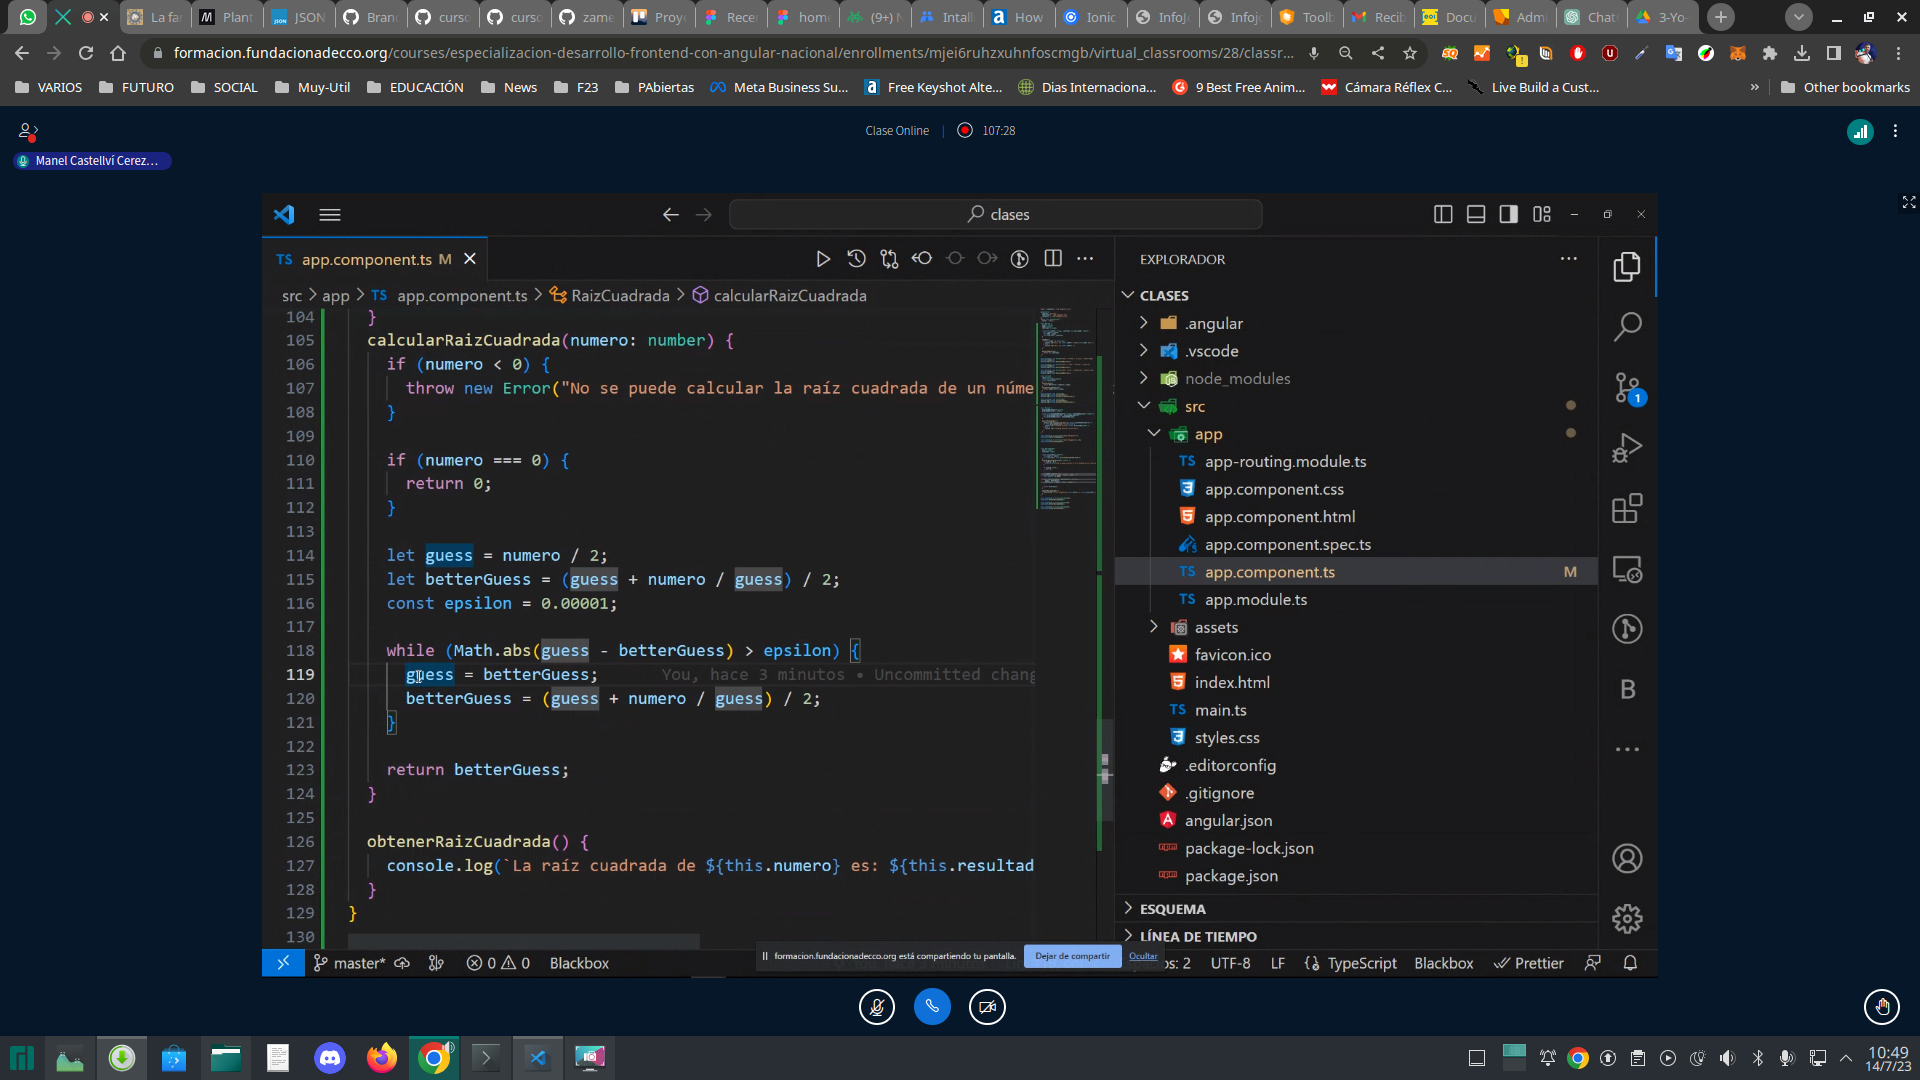 La fa
Plant
JSON
Branc
curso
curso
zame
Proye
Recer
home
(9+) N
Intall
How
Ionic
InfoJ
Infoj
Toolb
Recib
Docu
Admi
Chat
3-Yo-
formacion.fundacionadecco.org/courses/especializacion-desarrollo-frontend-con-angular-nacional/enrollments/mjei6ruhzxuhnfoscmgb/virtual_classrooms/28/classr...
VARIOS
FUTURO
SOCIAL
Muy-Util
EDUCACIÓN
News
F23
PAbiertas
Meta Business Su...
Free Keyshot Alte...
Dias Internaciona...
9 Best Free Anim...
Cámara Réflex C...
Live Build a Cust...
»
Other bookmarks
Clase Online
107:28
Manel Castellví Cerez...
clases
TS app.component.ts M
EXPLORADOR
src > app > TS app.component.ts > RaizCuadrada > calcularRaizCuadrada
CLASES
104 }
105 calcularRaizCuadrada(numero: number) {
106 if (numero < 0) {
107 throw new Error("No se puede calcular la raíz cuadrada de un núme
108 }
109
110 if (numero === 0) {
111 return 0;
112 }
113
114 let guess = numero / 2;
115 let betterGuess = (guess + numero / guess) / 2;
116 const epsilon = 0.00001;
117
118 while (Math.abs(guess - betterGuess) > epsilon) {
119 guess = betterGuess; You, hace 3 minutos • Uncommitted chang
120 betterGuess = (guess + numero / guess) / 2;
121 }
122
123 return betterGuess;
124 }
125
126 obtenerRaizCuadrada() {
127 console.log(`La raíz cuadrada de ${this.numero} es: ${this.resultad
128 }
129 }
130
.angular
.vscode
node_modules
src
app
TS app-routing.module.ts
app.component.css
app.component.html
app.component.spec.ts
TS app.component.ts M
TS app.module.ts
assets
favicon.ico
index.html
TS main.ts
styles.css
.editorconfig
.gitignore
angular.json
package-lock.json
package.json
ESQUEMA
LÍNEA DE TIEMPO
1
B
formacion.fundacionadecco.org está compartiendo tu pantalla.
Dejar de compartir
Ocultar
master*
0
0
Blackbox
os: 2
UTF-8
LF
TypeScript
Blackbox
Prettier
10:49
14/7/23